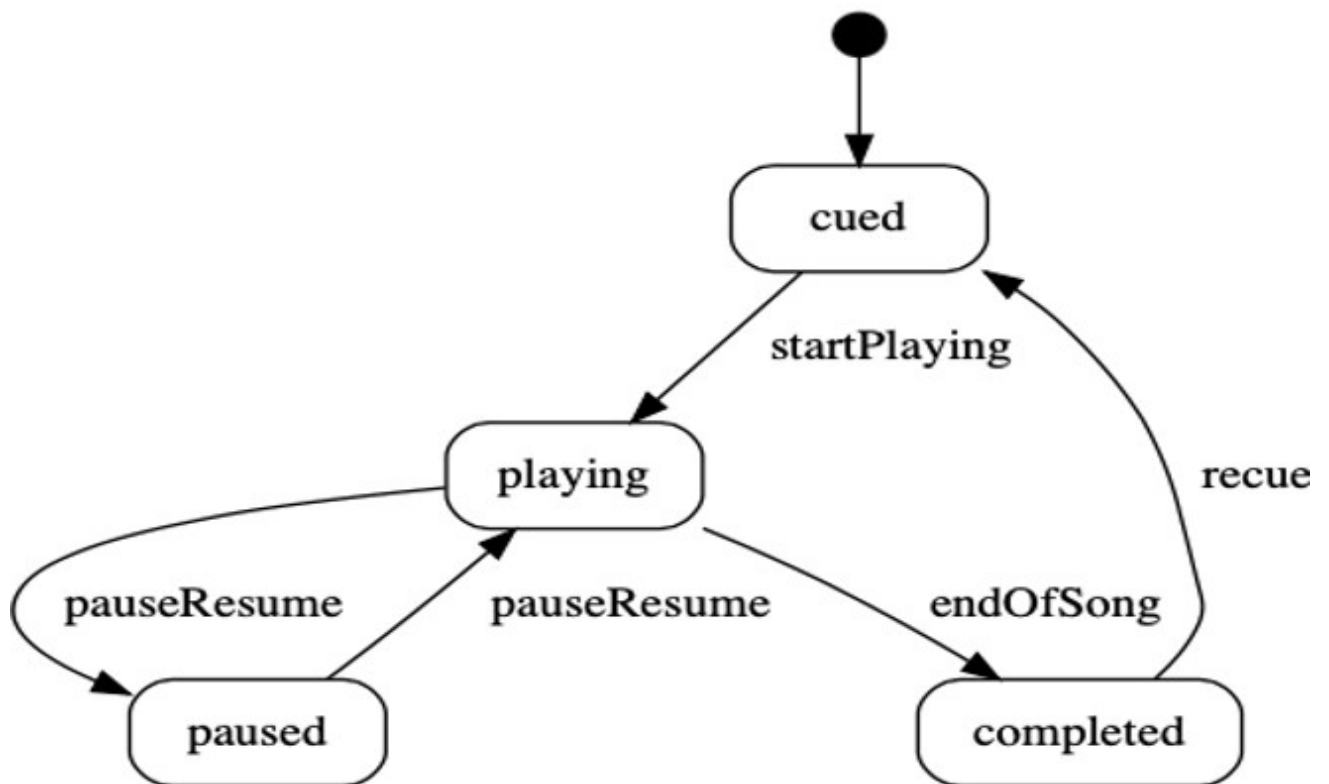 cued
startPlaying
playing
recue
pauseResume
pauseResume
endOfSong
paused
completed